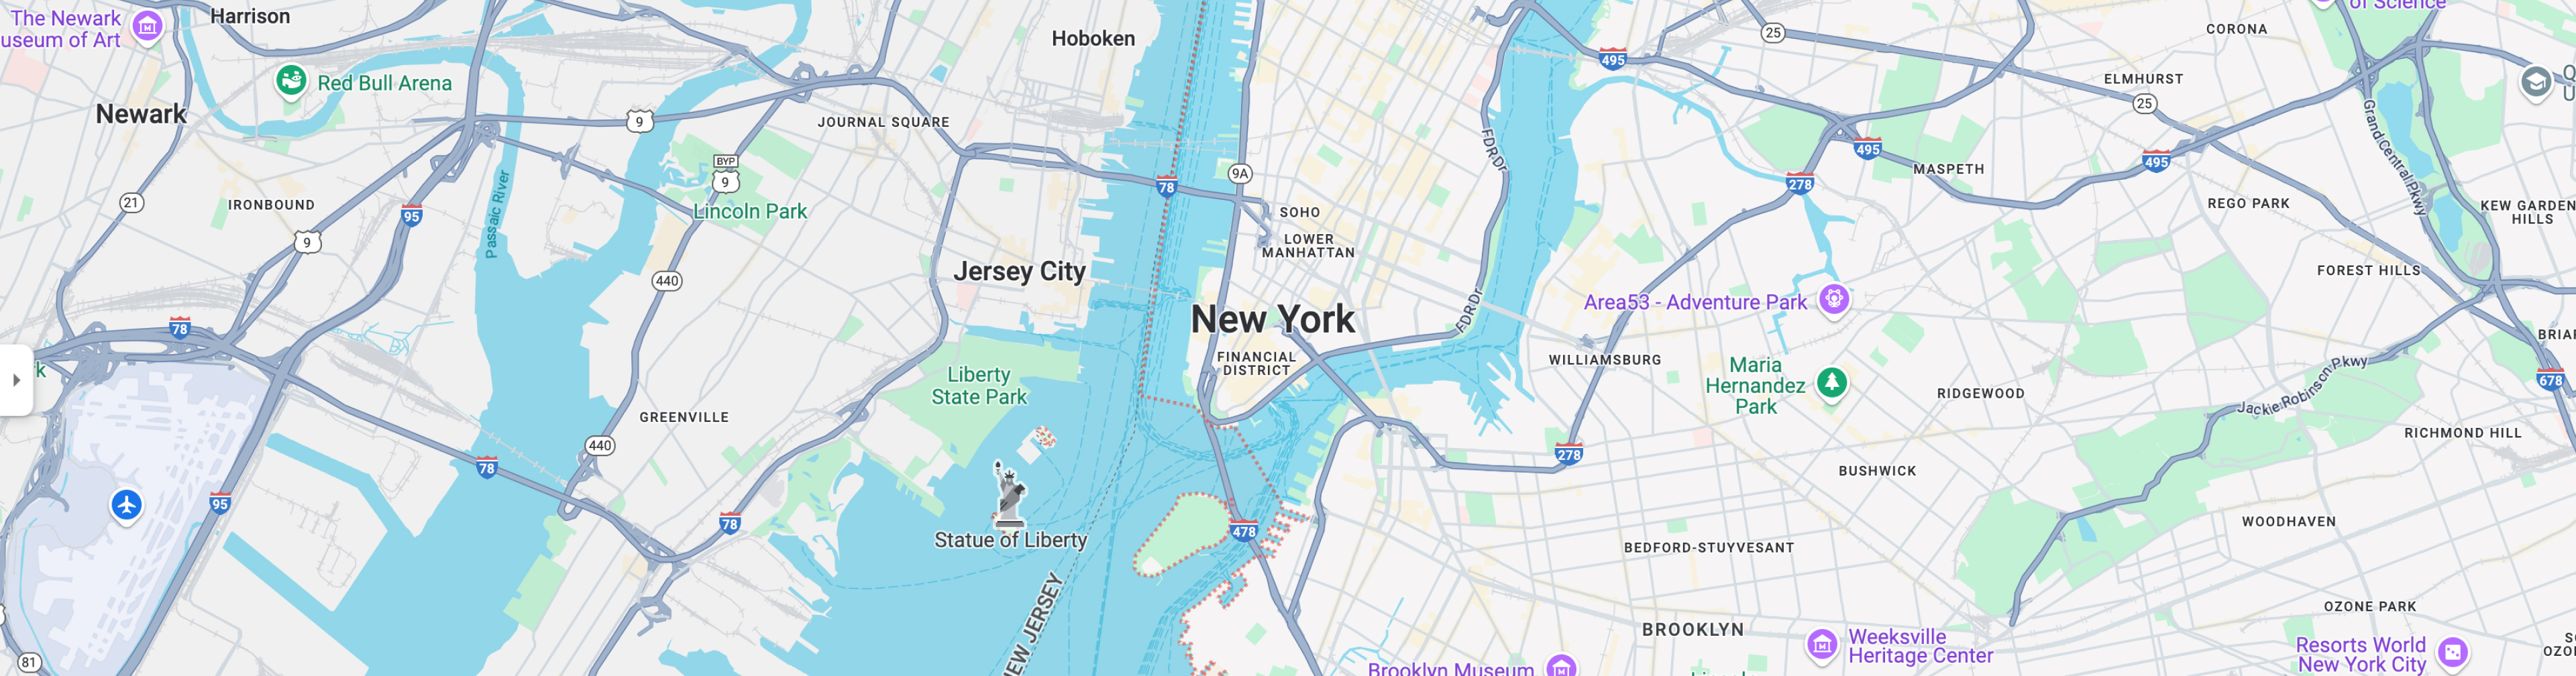 The Newark
useum of Art
Harrison
Hoboken
of Science
CORONA
25
495
Red Bull Arena
ELMHURST
Newark
9
JOURNAL SQUARE
25
Grand Central Pkwy
FDR Dr
495
495
BYP
9
Lincoln Park
78
9A
278
MASPETH
21
IRONBOUND
95
Passaic River
SOHO
REGO PARK
KEW GARDEN
HILLS
9
LOWER
MANHATTAN
440
Jersey City
FOREST HILLS
Area53 - Adventure Park
New York
FDR Dr
78
BRIAR
FINANCIAL
DISTRICT
WILLIAMSBURG
k
Liberty
State Park
Maria
Hernandez
Park
RIDGEWOOD
Jackie Robinson Pkwy
678
GREENVILLE
RICHMOND HILL
440
278
78
BUSHWICK
95
78
478
WOODHAVEN
Statue of Liberty
BEDFORD-STUYVESANT
NEW JERSEY
OZONE PARK
BROOKLYN
Weeksville
Heritage Center
Resorts World
New York City
81
Brooklyn Museum
OZO